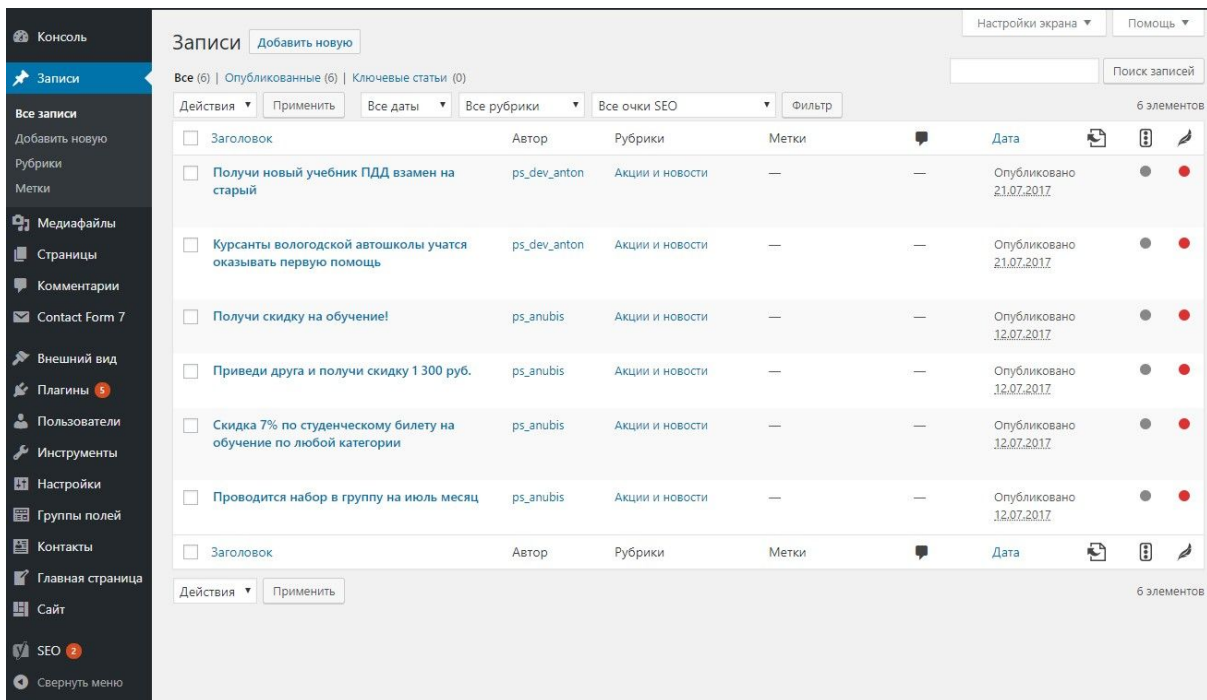 Настройки экрана ▼ Помощь ▼
Консоль
Записи Добавить новую
Записи
Все (6) | Опубликованные (6) | Ключевые статьи (0) Поиск записей
Действия ▼ Применить Все даты ▼ Все рубрики ▼ Все очки SEO ▼ Фильтр 6 элементов
Все записи
Добавить новую
Рубрики
Метки
Медиафайлы
Страницы
Комментарии
Contact Form 7
Внешний вид
Плагины 5
Пользователи
Инструменты
Настройки
Группы полей
Контакты
Главная страница
Сайт
SEO 2
Свернуть меню
Заголовок Автор Рубрики Метки Дата
Получи новый учебник ПДД взамен на ps_dev_anton Акции и новости — — Опубликовано
старый 21.07.2017
Курсанты вологодской автошколы учатся ps_dev_anton Акции и новости — — Опубликовано
оказывать первую помощь 21.07.2017
Получи скидку на обучение! ps_anubis Акции и новости — — Опубликовано
12.07.2017
Приведи друга и получи скидку 1 300 руб. ps_anubis Акции и новости — — Опубликовано
12.07.2017
Скидка 7% по студенческому билету на ps_anubis Акции и новости — — Опубликовано
обучение по любой категории 12.07.2017
Проводится набор в группу на июль месяц ps_anubis Акции и новости — — Опубликовано
12.07.2017
Заголовок Автор Рубрики Метки Дата
Действия ▼ Применить 6 элементов